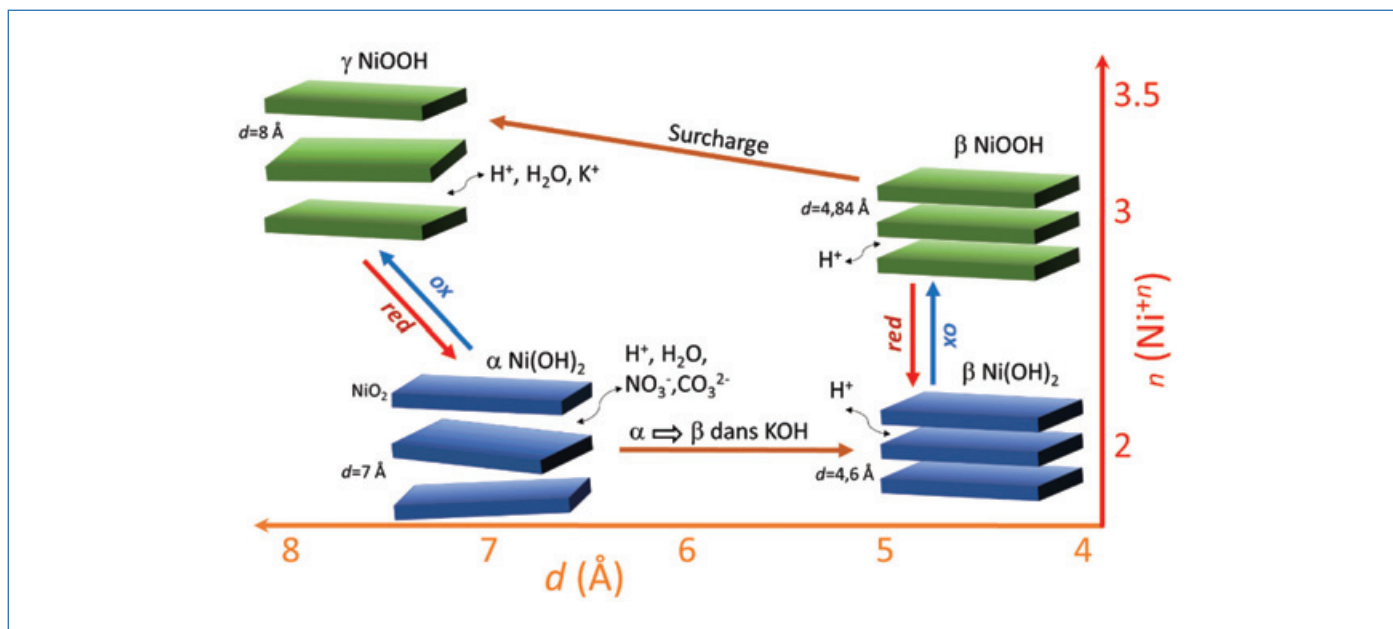 γ NiOOH
d=8 Å
H⁺, H₂O, K⁺
Surcharge
β NiOOH
d=4,84 Å
H⁺
3.5
3
2
n (Ni⁺ⁿ)
ox
red
red
ox
α Ni(OH)₂
NiO₂
d=7 Å
H⁺, H₂O,
NO₃⁻,CO₃²⁻
α ⇨ β dans KOH
β Ni(OH)₂
H⁺
d=4,6 Å
8 7 6 5 4
d (Å)